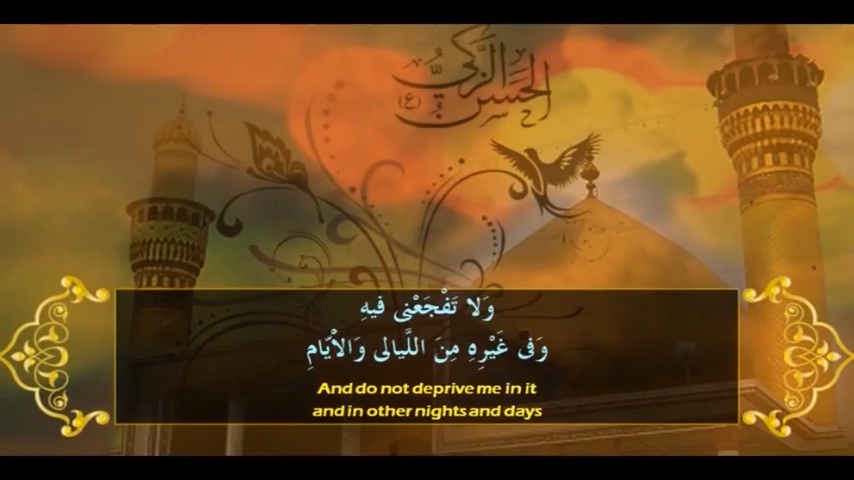 الحسن الزكي
(ع)
وَلا تَفْجَعْنى فيهِ
وَفى غَيْرِهِ مِنَ اللَّيالى وَالاَْيّامِ
And do not deprive me in it
and in other nights and days